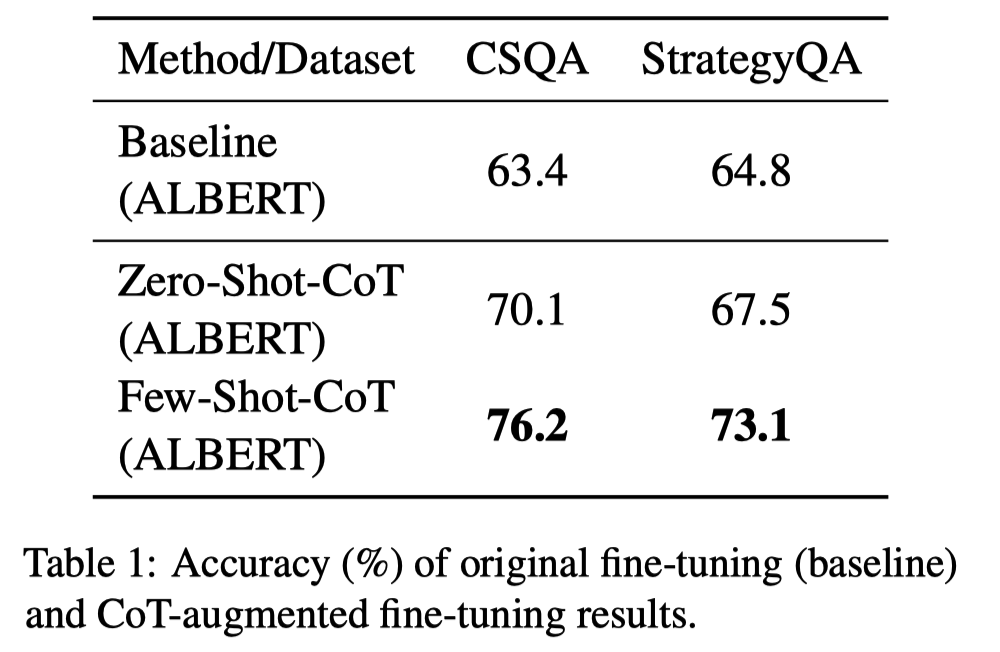 Method/Dataset CSQA StrategyQA
Baseline
(ALBERT) 63.4 64.8
Zero-Shot-CoT
(ALBERT) 70.1 67.5
Few-Shot-CoT
(ALBERT) 76.2 73.1
Table 1: Accuracy (%) of original fine-tuning (baseline)
and CoT-augmented fine-tuning results.